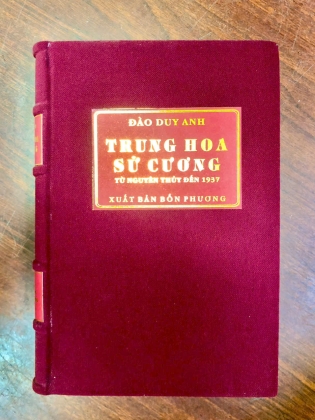 ĐÀO DUY ANH
TRUNG HOA
SỬ CƯƠNG
TỪ NGUYÊN THỦY ĐẾN 1937
XUẤT BẢN BỐN PHƯƠNG